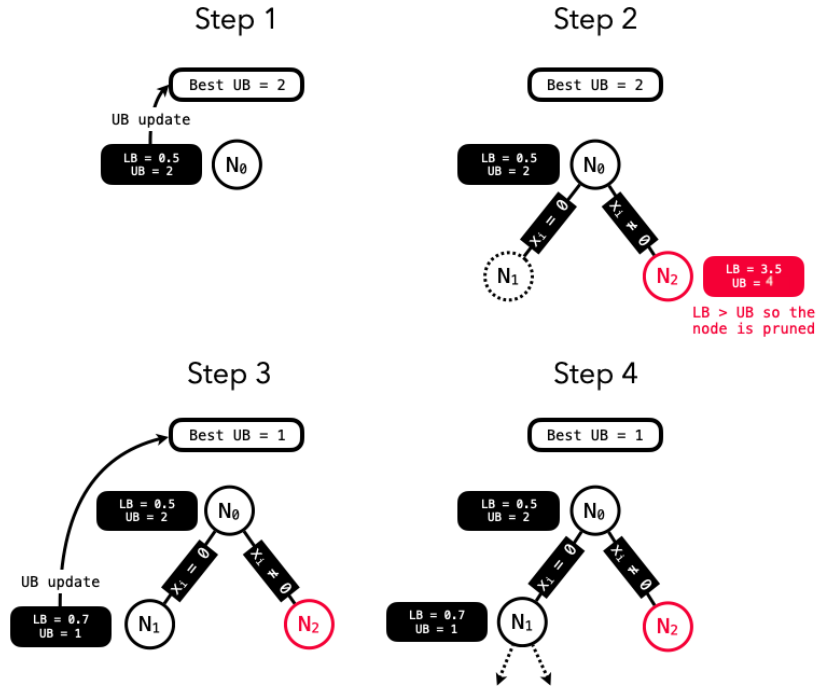 Step 1
Best UB = 2
UB update
LB = 0.5
UB = 2
N₀
Step 2
Best UB = 2
LB = 0.5
UB = 2
N₀
xᵢ = 0
xᵢ ≠ 0
N₁
N₂
LB = 3.5
UB = 4
LB > UB so the
node is pruned
Step 3
Best UB = 1
LB = 0.5
UB = 2
N₀
xᵢ = 0
xᵢ ≠ 0
UB update
LB = 0.7
UB = 1
N₁
N₂
Step 4
Best UB = 1
LB = 0.5
UB = 2
N₀
xᵢ = 0
xᵢ ≠ 0
LB = 0.7
UB = 1
N₁
N₂